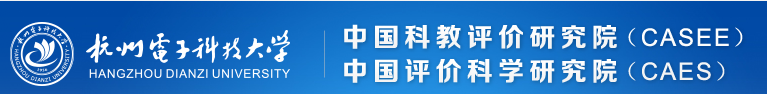 杭州電子科技大学
HANGZHOU DIANZI UNIVERSITY
中国科教评价研究院（CASEE）
中国评价科学研究院（CAES）